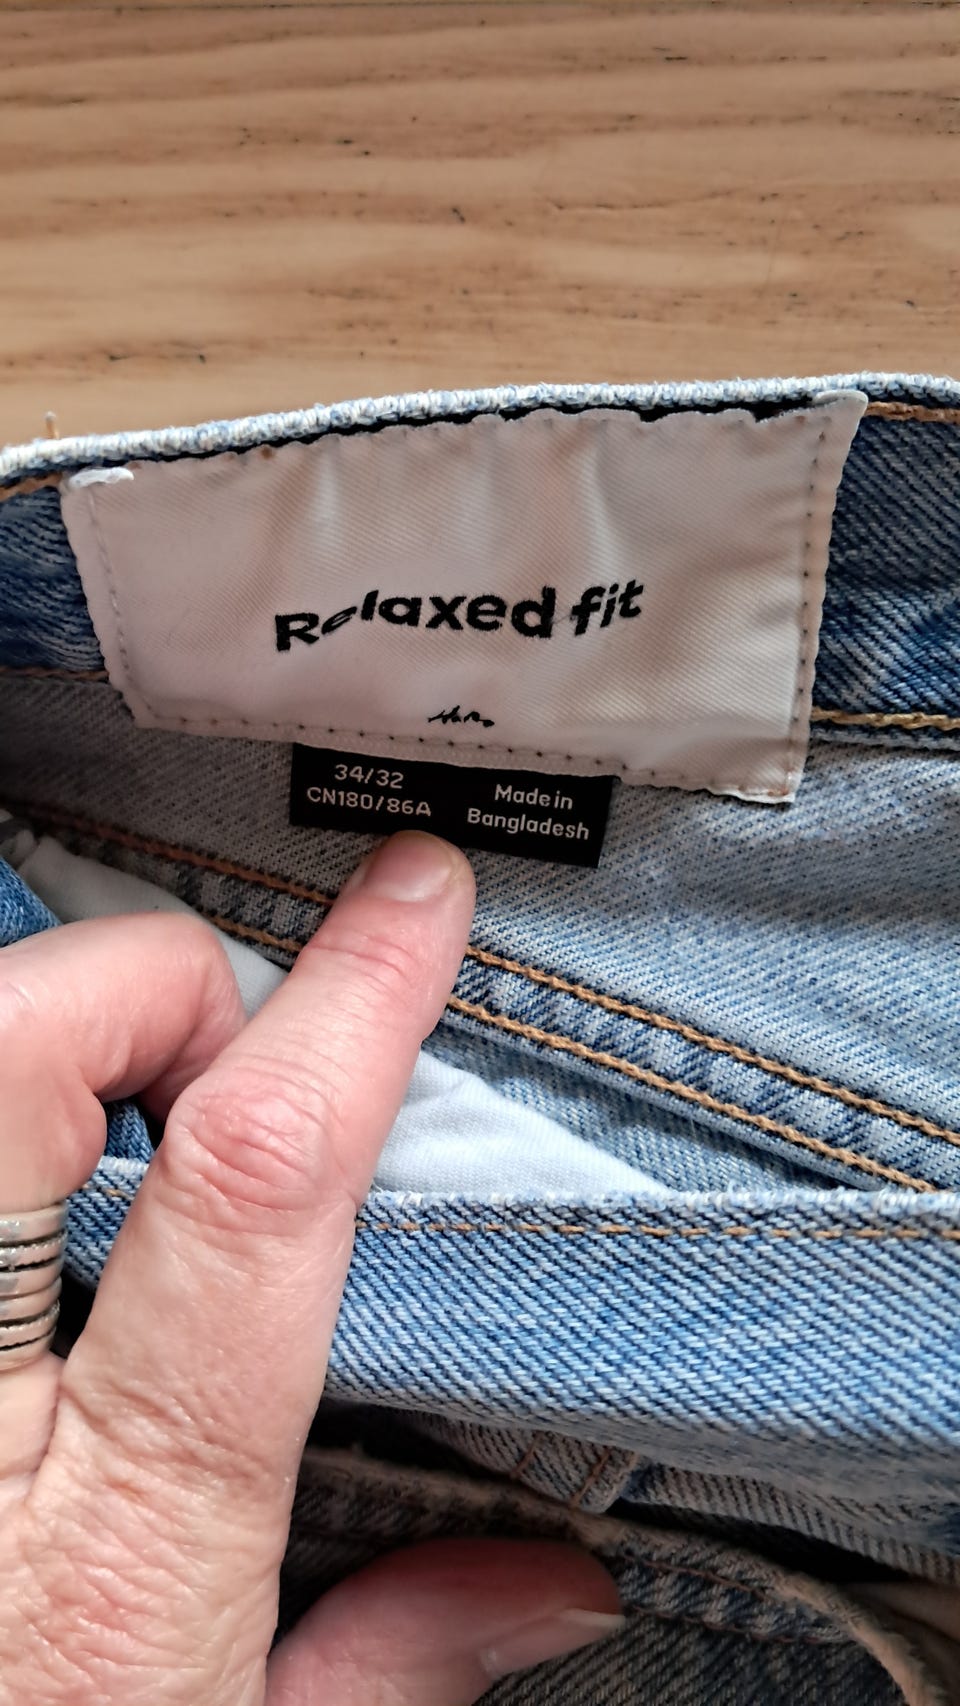 Relaxed fit
34/32
CN180/86A
Made in
Bangladesh